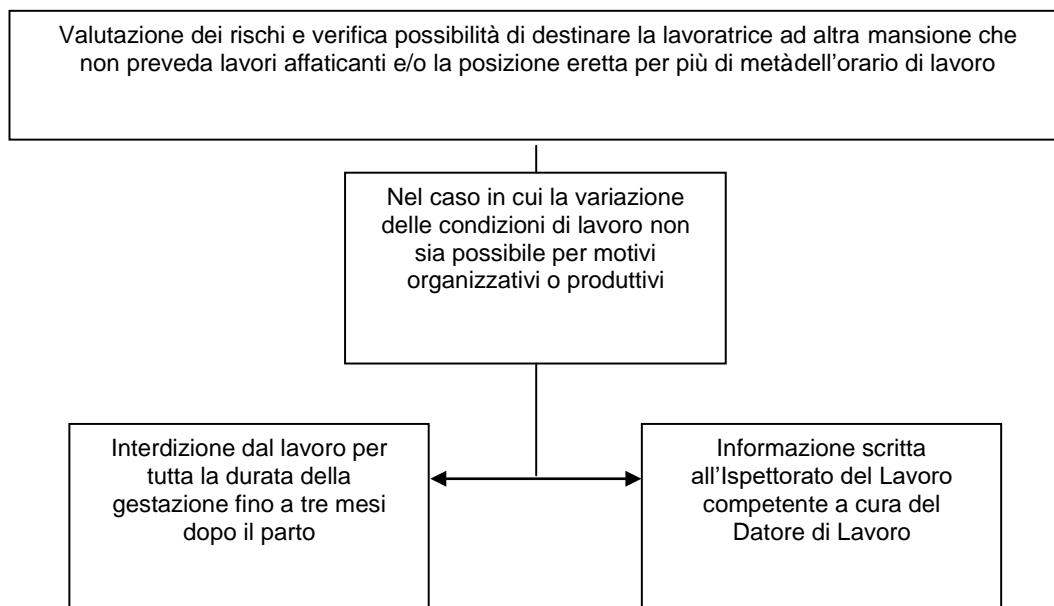 Valutazione dei rischi e verifica possibilità di destinare la lavoratrice ad altra mansione che
non preveda lavori affaticanti e/o la posizione eretta per più di metàdell'orario di lavoro
Nel caso in cui la variazione
delle condizioni di lavoro non
sia possibile per motivi
organizzativi o produttivi
Interdizione dal lavoro per
tutta la durata della
gestazione fino a tre mesi
dopo il parto
Informazione scritta
all'Ispettorato del Lavoro
competente a cura del
Datore di Lavoro